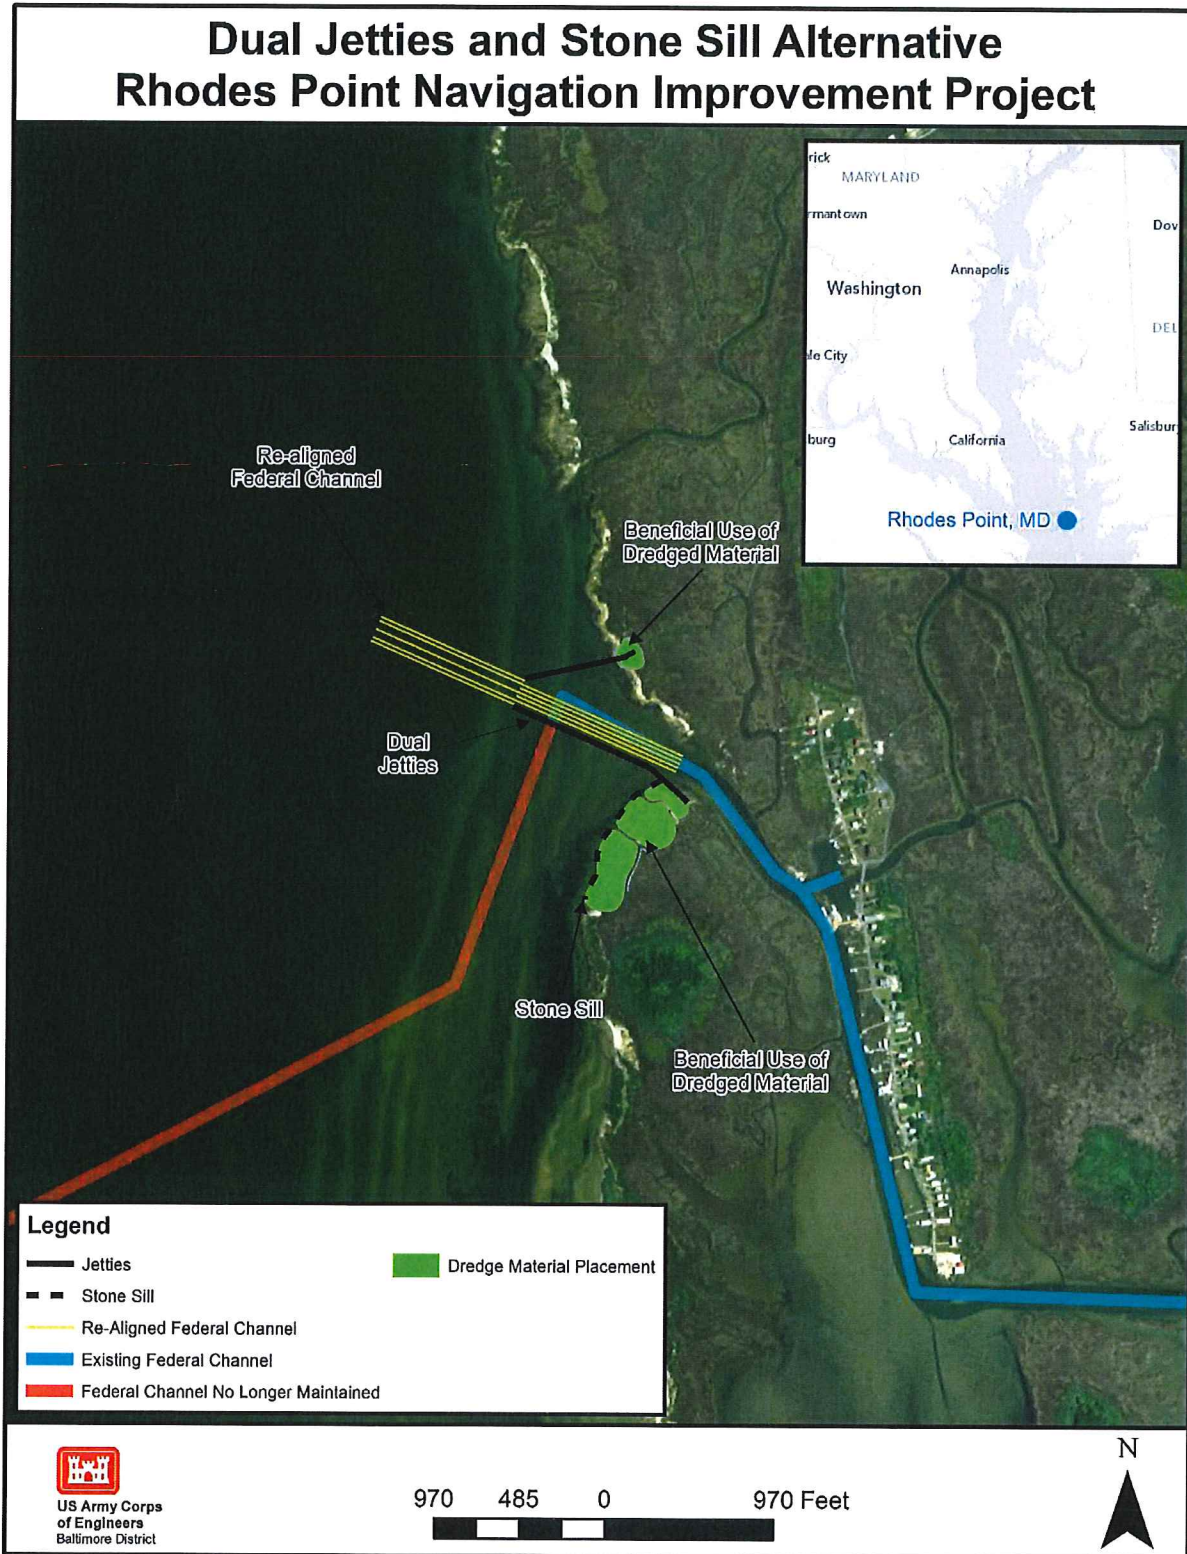 Dual Jetties and Stone Sill Alternative
Rhodes Point Navigation Improvement Project
rick
MARYLAND
rmantown
Dov
Annapolis
Washington
DEL
le City
Salisbur
burg
California
Rhodes Point, MD
Re-aligned
Federal Channel
Beneficial Use of
Dredged Material
Dual
Jetties
Stone Sill
Beneficial Use of
Dredged Material
Legend
Jetties
Dredge Material Placement
Stone Sill
Re-Aligned Federal Channel
Existing Federal Channel
Federal Channel No Longer Maintained
US Army Corps
of Engineers
Baltimore District
970 485 0 970 Feet
N